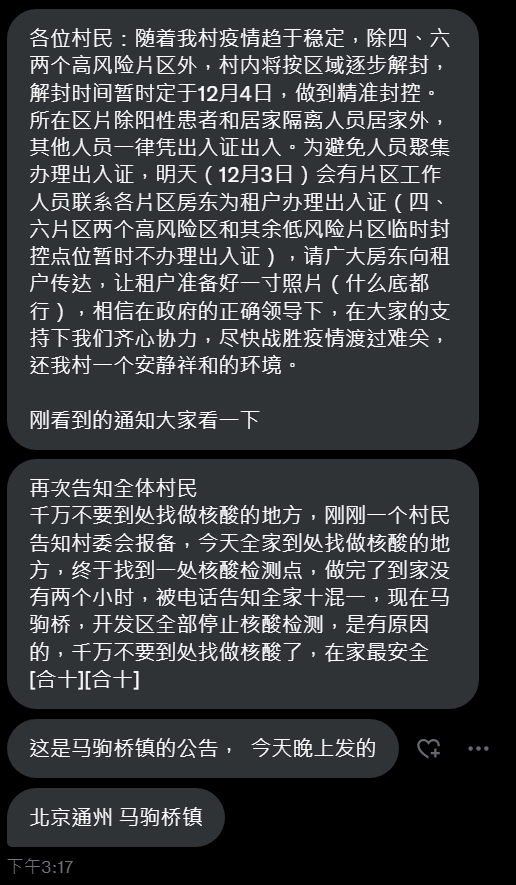 各位村民：随着我村疫情趋于稳定，除四、六
两个高风险片区外，村内将按区域逐步解封，
解封时间暂时定于12月4日，做到精准封控。
所在区片除阳性患者和居家隔离人员居家外，
其他人员一律凭出入证出入。为避免人员聚集
办理出入证，明天（12月3日）会有片区工作
人员联系各片区房东为租户办理出入证（四、
六片区两个高风险区和其余低风险片区临时封
控点位暂时不办理出入证），请广大房东向租
户传达，让租户准备好一寸照片（什么底都
行），相信在政府的正确领导下，在大家的支
持下我们齐心协力，尽快战胜疫情渡过难关，
还我村一个安静祥和的环境。
刚看到的通知大家看一下
再次告知全体村民
千万不要到处找做核酸的地方，刚刚一个村民
告知村委会报备，今天全家到处找做核酸的地
方，终于找到一处核酸检测点，做完了到家没
有两个小时，被电话告知全家十混一，现在马
驹桥，开发区全部停止核酸检测，是有原因
的，千万不要到处找做核酸了，在家最安全
[合十][合十]
这是马驹桥镇的公告， 今天晚上发的
北京通州 马驹桥镇
下午3:17